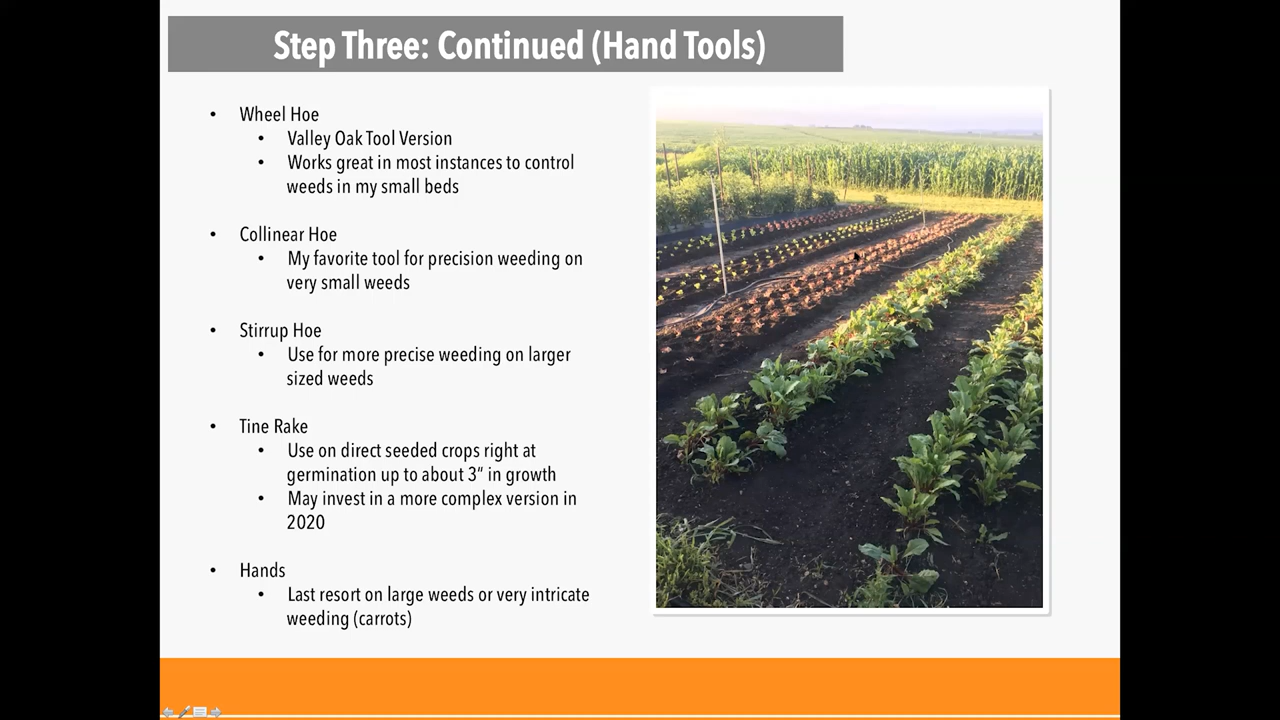 Step Three: Continued (Hand Tools)
• Wheel Hoe
• Valley Oak Tool Version
• Works great in most instances to control
weeds in my small beds
• Collinear Hoe
• My favorite tool for precision weeding on
very small weeds
• Stirrup Hoe
• Use for more precise weeding on larger
sized weeds
• Tine Rake
• Use on direct seeded crops right at
germination up to about 3" in growth
• May invest in a more complex version in
2020
• Hands
• Last resort on large weeds or very intricate
weeding (carrots)